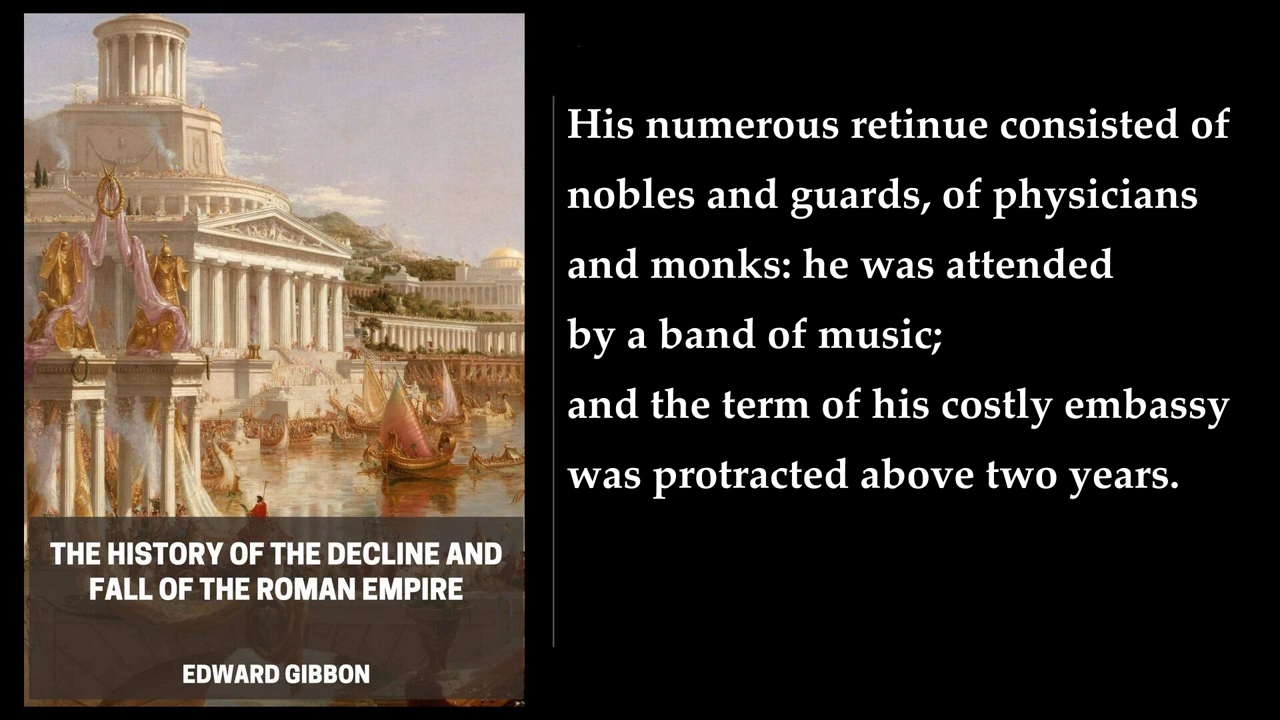 THE HISTORY OF THE DECLINE AND
FALL OF THE ROMAN EMPIRE
EDWARD GIBBON
His numerous retinue consisted of
nobles and guards, of physicians
and monks: he was attended
by a band of music;
and the term of his costly embassy
was protracted above two years.